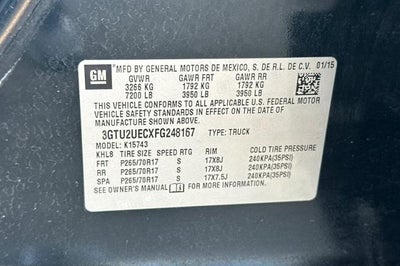 GM
MFD BY GENERAL MOTORS DE MEXICO, S. DE R.L. DE C.V. 01/15
GVWR GAWR FRT GAWR RR
3266 KG 1792 KG 1792 KG
7200 LB 3950 LB 3950 LB
THIS VEHICLE CONFORMS TO ALL APPLICABLE U.S. FEDERAL MOTOR
VEHICLE SAFETY STANDARDS IN EFFECT ON THE DATE OF
MANUFACTURE SHOWN ABOVE.
3GTU2UECXFG248167 TYPE: TRUCK
MODEL: K15743
KHL8 TIRE SIZE SPEED RTG RIM COLD TIRE PRESSURE
FRT P265/70R17 S 17X8J 240KPA(35PSI)
RR P265/70R17 S 17X8J 240KPA(35PSI)
SPA P265/70R17 S 17X7.5J 240KPA(35PSI)
SEE OWNER'S MANUAL FOR MORE INFORMATION.